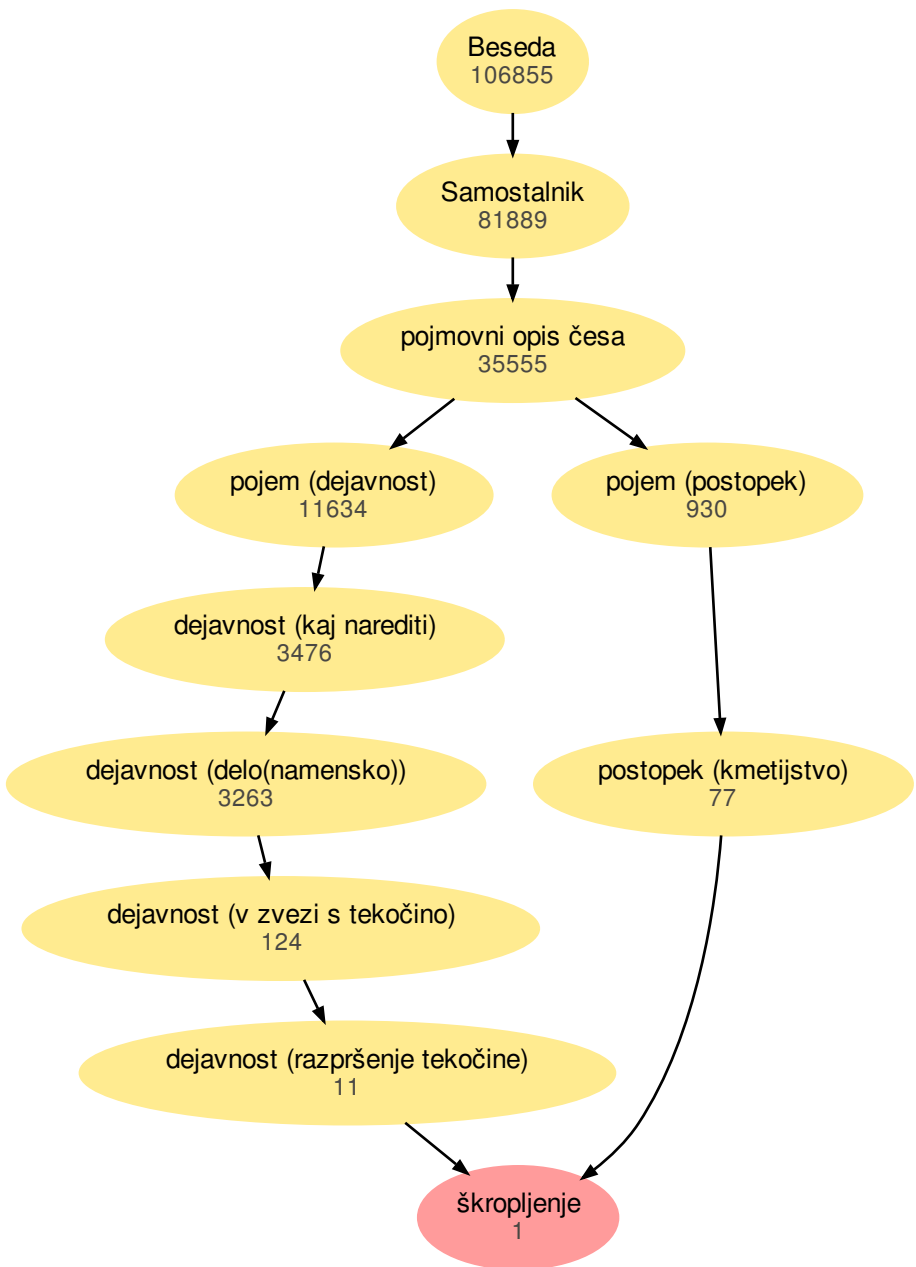 Beseda
106855
Samostalnik
81889
pojmovni opis česa
35555
pojem (dejavnost)
11634
pojem (postopek)
930
dejavnost (kaj narediti)
3476
dejavnost (delo(namensko))
3263
postopek (kmetijstvo)
77
dejavnost (v zvezi s tekočino)
124
dejavnost (razpršenje tekočine)
11
škropljenje
1